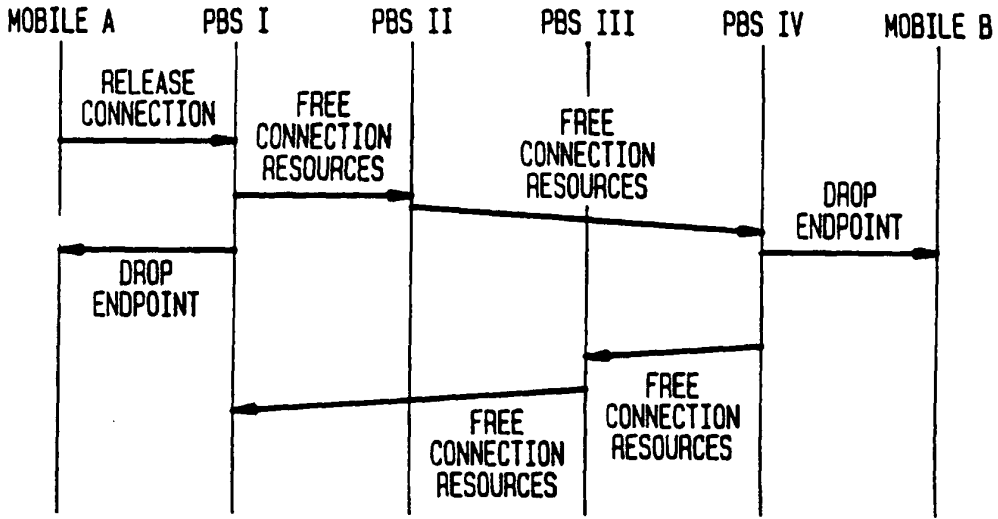 MOBILE A PBS I PBS II PBS III PBS IV MOBILE B
RELEASE
CONNECTION
FREE
CONNECTION
RESOURCES
FREE
CONNECTION
RESOURCES
DROP
ENDPOINT
DROP
ENDPOINT
FREE
CONNECTION
RESOURCES
FREE
CONNECTION
RESOURCES